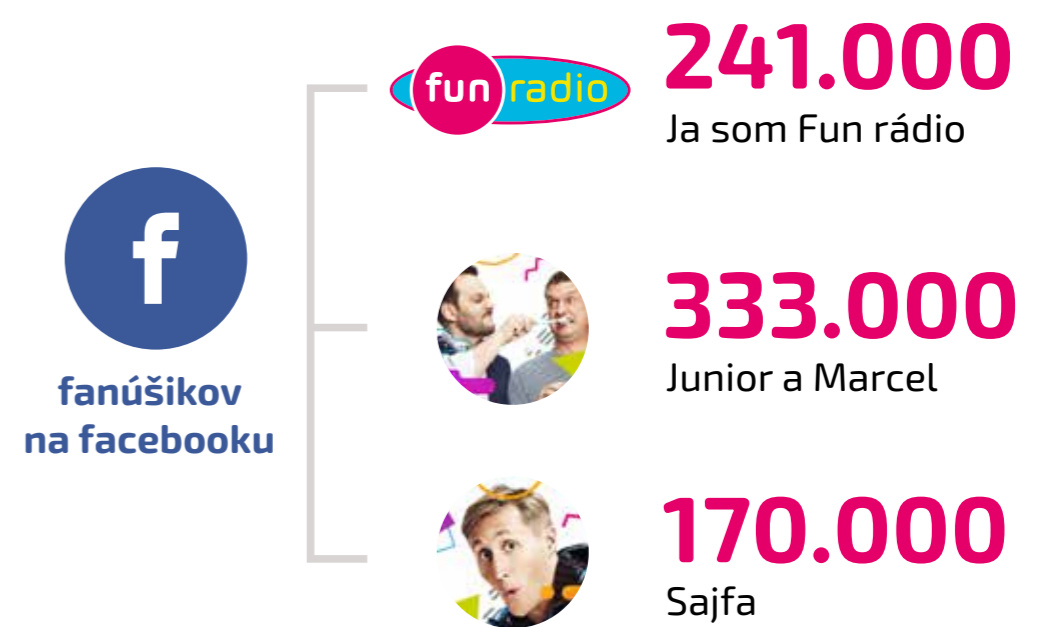 f
fanúšikov
na facebooku
fun radio
241.000
Ja som Fun rádio
333.000
Junior a Marcel
170.000
Sajfa